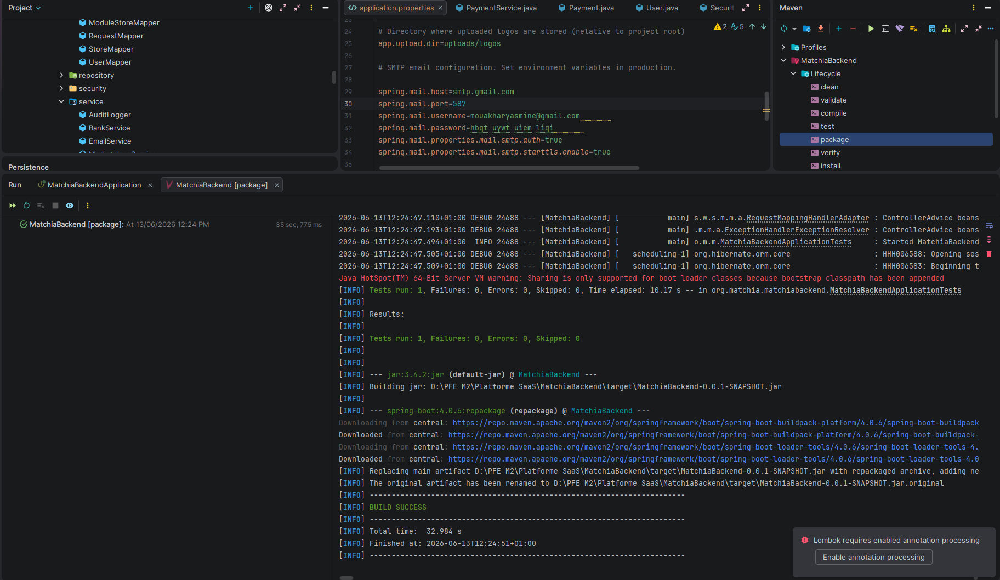 Project
ModuleStoreMapper
RequestMapper
StoreMapper
UserMapper
repository
security
service
AuditLogger
BankService
EmailService
Persistence
application.properties
PaymentService.java
Payment.java
User.java
Securit
2 5
24 # Directory where uploaded logos are stored (relative to project root)
25 app.upload.dir=uploads/logos
26
27 # SMTP email configuration. Set environment variables in production.
28
29 spring.mail.host=smtp.gmail.com
30 spring.mail.port=587
31 spring.mail.username=mouakharyasmine@gmail.com
32 spring.mail.password=hbqt uywt uiem liqi
33 spring.mail.properties.mail.smtp.auth=true
34 spring.mail.properties.mail.smtp.starttls.enable=true
35
Maven
Profiles
MatchiaBackend
Lifecycle
clean
validate
compile
test
package
verify
install
Run MatchiaBackendApplication MatchiaBackend [package]
MatchiaBackend [package]: At 13/06/2026 12:24 PM 35 sec, 775 ms
2026-06-13T12:24:47.110+01:00 DEBUG 24688 --- [MatchiaBackend] [ main] s.w.s.m.m.a.RequestMappingHandlerAdapter : ControllerAdvice beans
2026-06-13T12:24:47.193+01:00 DEBUG 24688 --- [MatchiaBackend] [ main] .m.m.a.ExceptionHandlerExceptionResolver : ControllerAdvice beans
2026-06-13T12:24:47.494+01:00 INFO 24688 --- [MatchiaBackend] [ main] o.m.m.MatchiaBackendApplicationTests : Started MatchiaBackend
2026-06-13T12:24:47.505+01:00 DEBUG 24688 --- [MatchiaBackend] [ scheduling-1] org.hibernate.orm.core : HHH006588: Opening ses
2026-06-13T12:24:47.509+01:00 DEBUG 24688 --- [MatchiaBackend] [ scheduling-1] org.hibernate.orm.core : HHH006583: Beginning t
Java HotSpot(TM) 64-Bit Server VM warning: Sharing is only supported for boot loader classes because bootstrap classpath has been appended
[INFO] Tests run: 1, Failures: 0, Errors: 0, Skipped: 0, Time elapsed: 10.17 s -- in org.matchia.matchiabackend.MatchiaBackendApplicationTests
[INFO]
[INFO] Results:
[INFO]
[INFO] Tests run: 1, Failures: 0, Errors: 0, Skipped: 0
[INFO]
[INFO]
[INFO] --- jar:3.4.2:jar (default-jar) @ MatchiaBackend ---
[INFO] Building jar: D:\PFE M2\Platforme SaaS\MatchiaBackend\target\MatchiaBackend-0.0.1-SNAPSHOT.jar
[INFO]
[INFO] --- spring-boot:4.0.6:repackage (repackage) @ MatchiaBackend ---
Downloading from central: https://repo.maven.apache.org/maven2/org/springframework/boot/spring-boot-buildpack-platform/4.0.6/spring-boot-buildpack
Downloaded from central: https://repo.maven.apache.org/maven2/org/springframework/boot/spring-boot-buildpack-platform/4.0.6/spring-boot-buildpack-
Downloading from central: https://repo.maven.apache.org/maven2/org/springframework/boot/spring-boot-loader-tools/4.0.6/spring-boot-loader-tools-4.
Downloaded from central: https://repo.maven.apache.org/maven2/org/springframework/boot/spring-boot-loader-tools/4.0.6/spring-boot-loader-tools-4.0
[INFO] Replacing main artifact D:\PFE M2\Platforme SaaS\MatchiaBackend\target\MatchiaBackend-0.0.1-SNAPSHOT.jar with repackaged archive, adding ne
[INFO] The original artifact has been renamed to D:\PFE M2\Platforme SaaS\MatchiaBackend\target\MatchiaBackend-0.0.1-SNAPSHOT.jar.original
[INFO] ------------------------------------------------------------------------
[INFO] BUILD SUCCESS
[INFO] ------------------------------------------------------------------------
[INFO] Total time:  32.984 s
[INFO] Finished at: 2026-06-13T12:24:51+01:00
[INFO] ------------------------------------------------------------------------
Lombok requires enabled annotation processing
Enable annotation processing